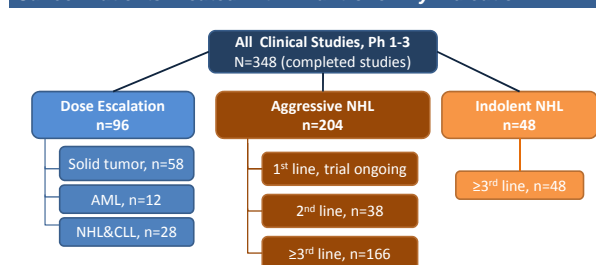 All Clinical Studies, Ph 1-3
N=348 (completed studies)
Dose Escalation
n=96
Solid tumor, n=58
AML, n=12
NHL&CLL, n=28
Aggressive NHL
n=204
1st line, trial ongoing
2nd line, n=38
≥3rd line, n=166
Indolent NHL
n=48
≥3rd line, n=48